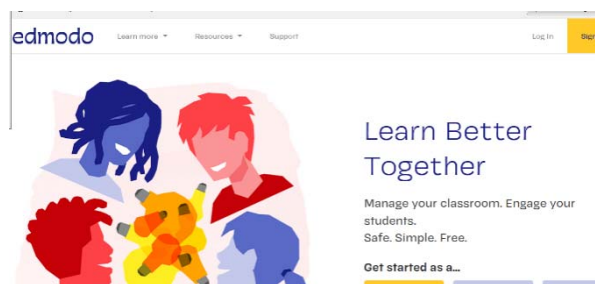 edmodo
Learn more
Resources
Support
Log In
Sign
Learn Better
Together
Manage your classroom. Engage your
students.
Safe. Simple. Free.
Get started as a...